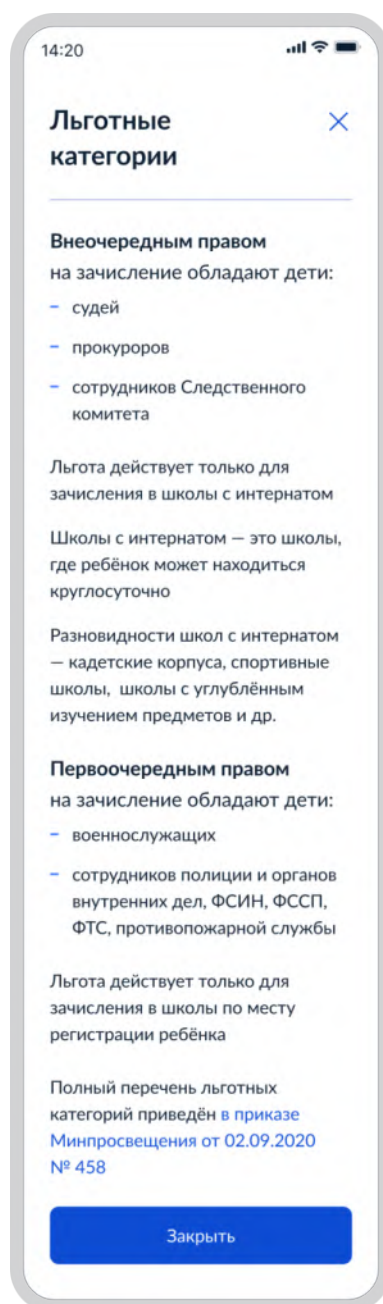 14:20
Льготные
категории
Внеочередным правом
на зачисление обладают дети:
– судей
– прокуроров
– сотрудников Следственного
комитета
Льгота действует только для
зачисления в школы с интернатом
Школы с интернатом — это школы,
где ребёнок может находиться
круглосуточно
Разновидности школ с интернатом
— кадетские корпуса, спортивные
школы, школы с углублённым
изучением предметов и др.
Первоочередным правом
на зачисление обладают дети:
– военнослужащих
– сотрудников полиции и органов
внутренних дел, ФСИН, ФССП,
ФТС, противопожарной службы
Льгота действует только для
зачисления в школы по месту
регистрации ребёнка
Полный перечень льготных
категорий приведён в приказе
Минпросвещения от 02.09.2020
№ 458
Закрыть